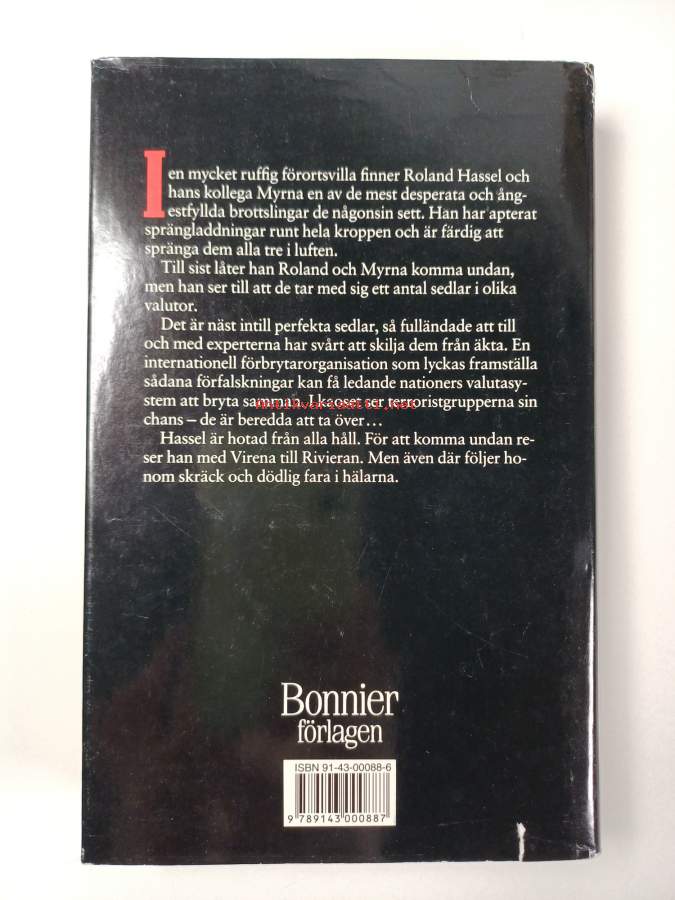 I en mycket ruffig förortsvilla finner Roland Hassel och
hans kollega Myrna en av de mest desperata och ång-
estfyllda brottslingar de någonsin sett. Han har apterat
sprängladdningar runt hela kroppen och är färdig att
spränga dem alla tre i luften.
Till sist låter han Roland och Myrna komma undan,
men han ser till att de tar med sig ett antal sedlar i olika
valutor.
Det är näst intill perfekta sedlar, så fulländade att till
och med experterna har svårt att skilja dem från äkta. En
internationell förbrytarorganisation som lyckas framställa
sådana förfalskningar kan få ledande nationers valutasy-
stem att bryta samman. I kaoset ser terroristgrupperna sin
antikvariaatti.net
chans – de är beredda att ta över…
Hassel är hotad från alla håll. För att komma undan re-
ser han med Virena till Rivieran. Men även där följer ho-
nom skräck och dödlig fara i hälarna.
Bonnier
förlagen
ISBN 91-43-00088-6
9 789143 000887